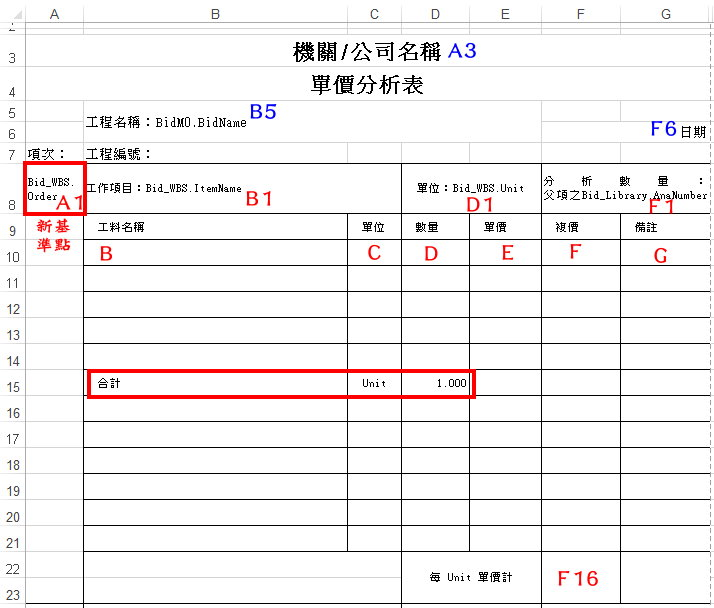 A B C D E F G
2
3 機關/公司名稱 A3
4 單價分析表
5 B5
工程名稱：BidMO.BidName
6 F6 日期
7 項次： 工程編號：
Bid_WBS. 分析數量：
8 Order A1 工作項目：Bid_WBS.ItemName B1 單位：Bid_WBS.Unit D1 父項之Bid_Library.AnaNumber F1
9 新基 工料名稱 單位 數量 單價 複價 備註
10 準點 B C D E F G
11
12
13
14
15 合計 Unit 1.000
16
17
18
19
20
21
22 每 Unit 單價計 F16
23